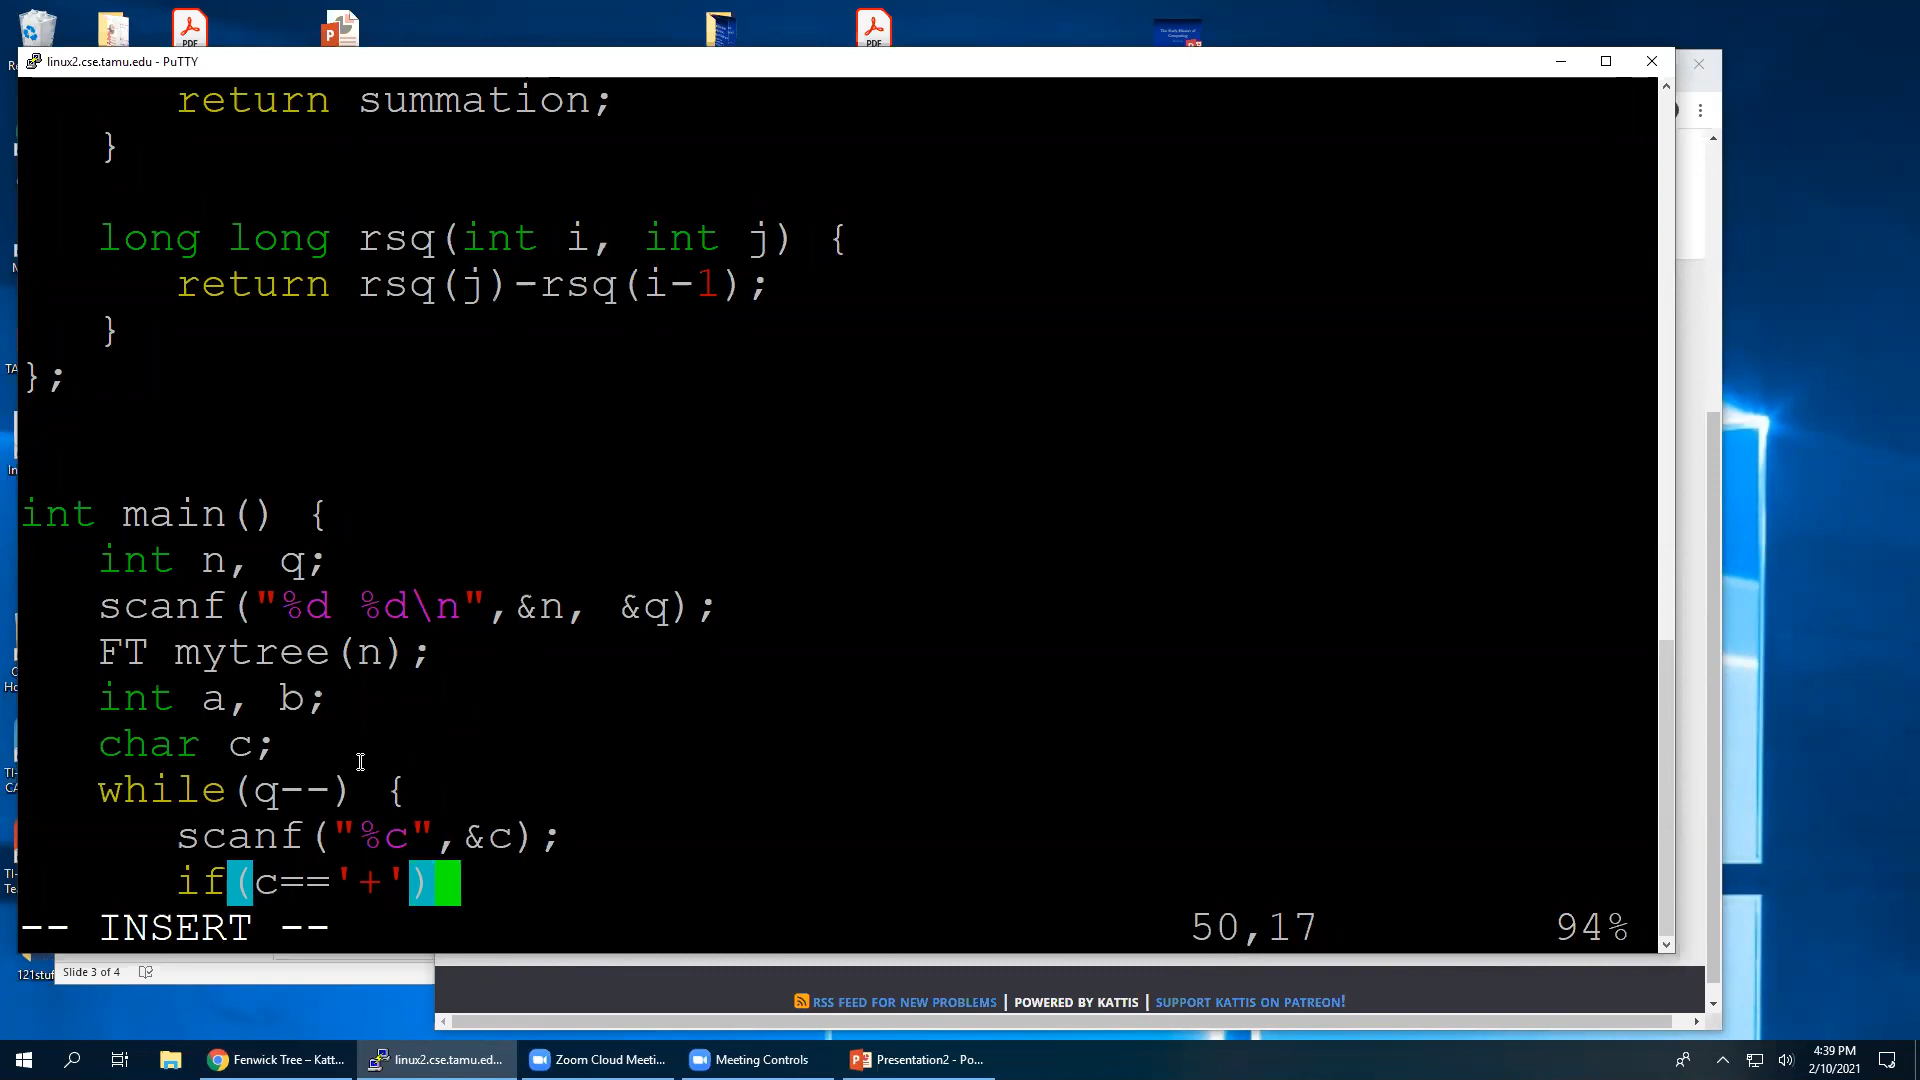 PDF
PDF
linux2.cse.tamu.edu - PuTTY
        return summation;
    }
    long long rsq(int i, int j) {
        return rsq(j)-rsq(i-1);
    }
};
int main() {
    int n, q;
    scanf("%d %d\n",&n, &q);
    FT mytree(n);
    int a, b;
    char c;
    while(q--) {
        scanf("%c",&c);
        if(c=='+')
-- INSERT -- 50,17 94%
121stuf
Slide 3 of 4
RSS FEED FOR NEW PROBLEMS | POWERED BY KATTIS | SUPPORT KATTIS ON PATREON!
Fenwick Tree – Katt...
linux2.cse.tamu.ed...
Zoom Cloud Meeti...
Meeting Controls
Presentation2 - Po...
4:39 PM
2/10/2021